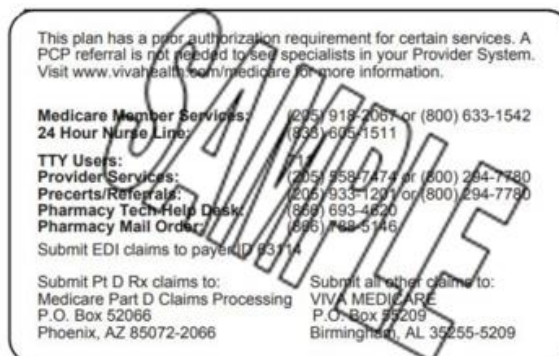 This plan has a prior authorization requirement for certain services. A
PCP referral is not needed to see specialists in your Provider System.
Visit www.vivahealth.com/medicare for more information.
Medicare Member Services: (205) 918-2067 or (800) 633-1542
24 Hour Nurse Line: (833) 605-1511
TTY Users: 711
Provider Services: (205) 558-7474 or (800) 294-7780
Precerts/Referrals: (205) 933-1201 or (800) 294-7780
Pharmacy Tech Help Desk: (866) 693-4620
Pharmacy Mail Order: (866) 788-5146
Submit EDI claims to payer ID 63114
Submit Pt D Rx claims to:
Medicare Part D Claims Processing
P.O. Box 52066
Phoenix, AZ 85072-2066
Submit all other claims to:
VIVA MEDICARE
P.O. Box 55209
Birmingham, AL 35255-5209
SAMPLE